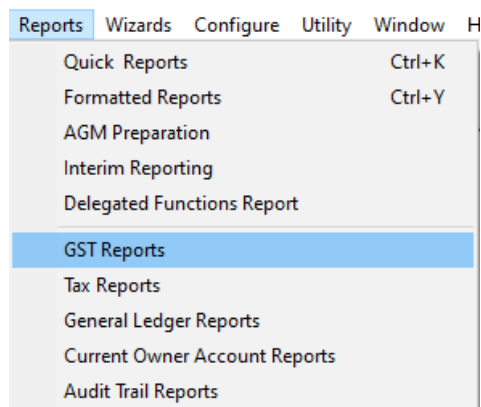 Reports Wizards Configure Utility Window H
Quick Reports Ctrl+K
Formatted Reports Ctrl+Y
AGM Preparation
Interim Reporting
Delegated Functions Report
GST Reports
Tax Reports
General Ledger Reports
Current Owner Account Reports
Audit Trail Reports